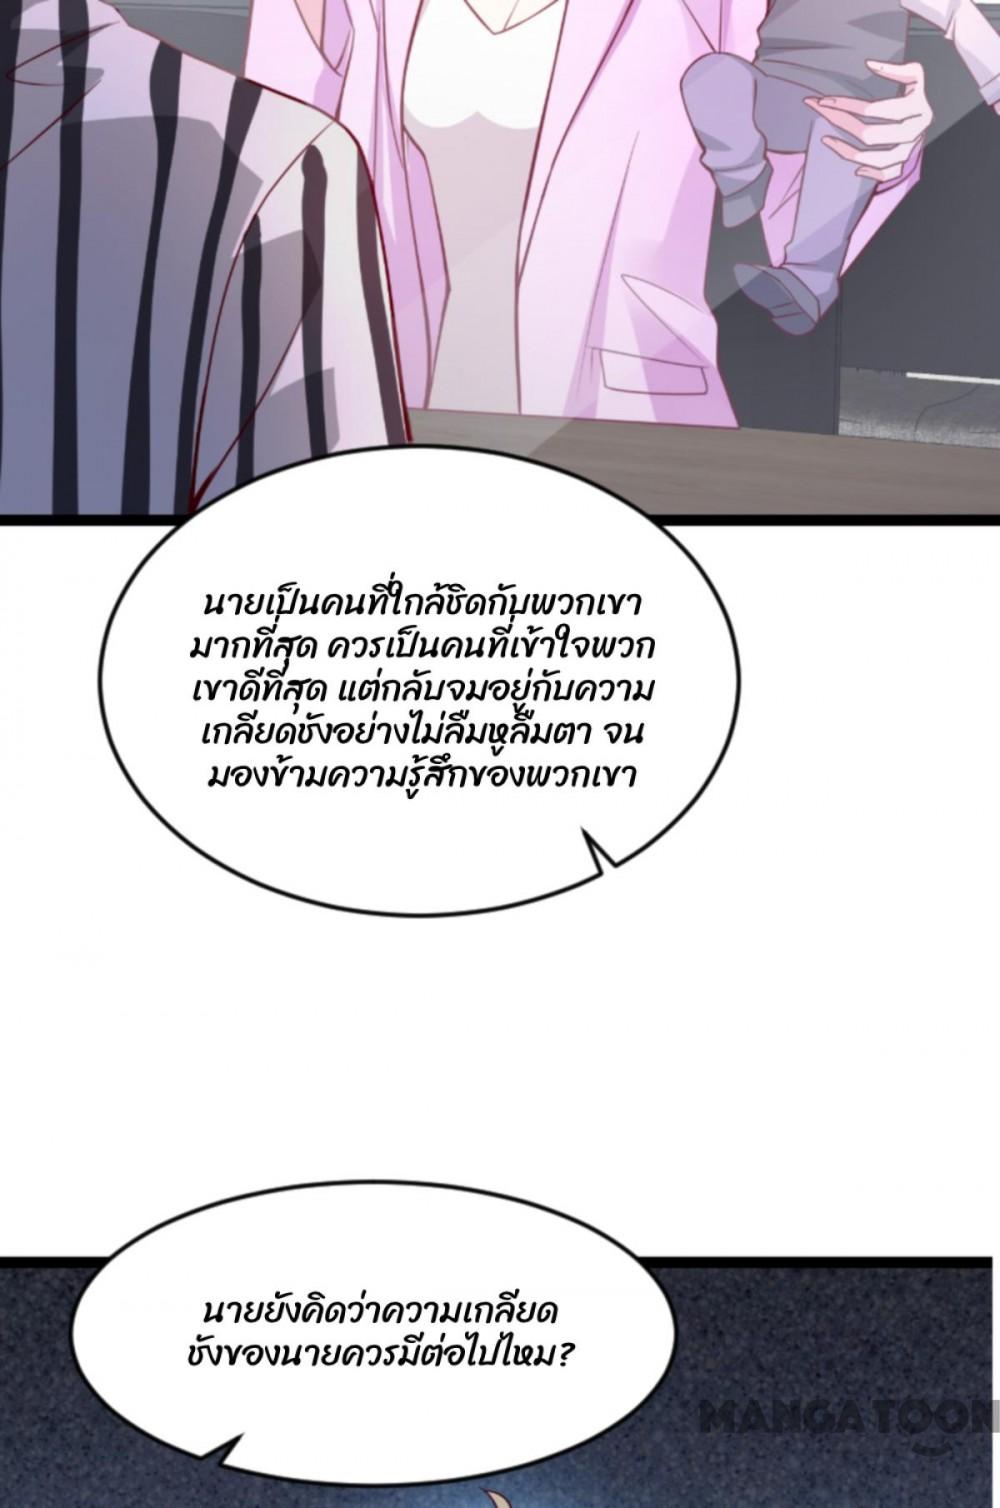 นายเป็นคนที่ใกล้ชิดกับพวกเขา
มากที่สุด ควรเป็นคนที่เข้าใจพวก
เขาดีที่สุด แต่กลับจมอยู่กับความ
เกลียดชังอย่างไม่ลืมหูลืมตา จน
มองข้ามความรู้สึกของพวกเขา
นายยังคิดว่าความเกลียด
ชังของนายควรมีต่อไปไหม?
MANGA TOON